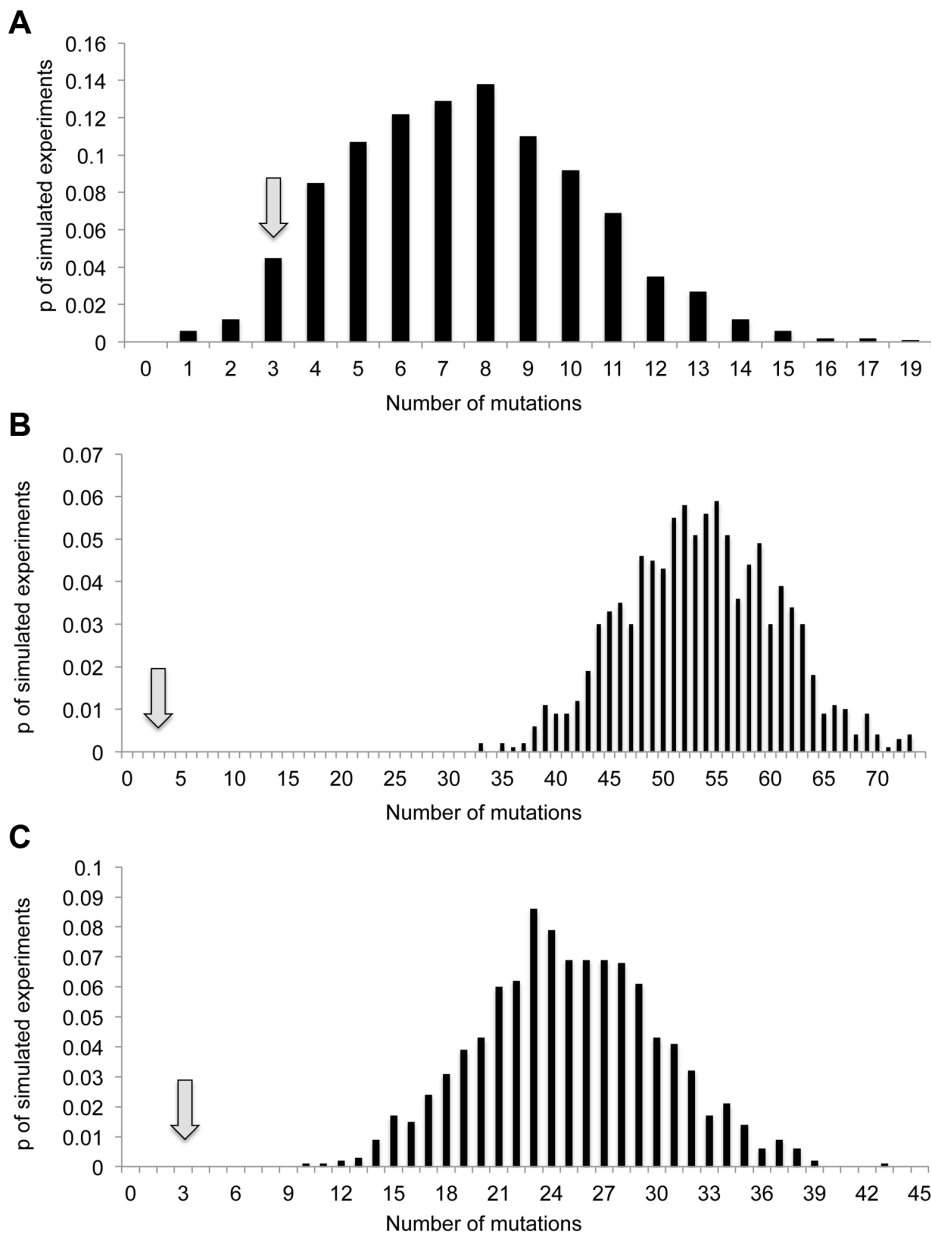 A
p of simulated experiments
0.16
0.14
0.12
0.1
0.08
0.06
0.04
0.02
0
0 1 2 3 4 5 6 7 8 9 10 11 12 13 14 15 16 17 19
Number of mutations
B
p of simulated experiments
0.07
0.06
0.05
0.04
0.03
0.02
0.01
0
0 5 10 15 20 25 30 35 40 45 50 55 60 65 70
Number of mutations
C
p of simulated experiments
0.1
0.09
0.08
0.07
0.06
0.05
0.04
0.03
0.02
0.01
0
0 3 6 9 12 15 18 21 24 27 30 33 36 39 42 45
Number of mutations